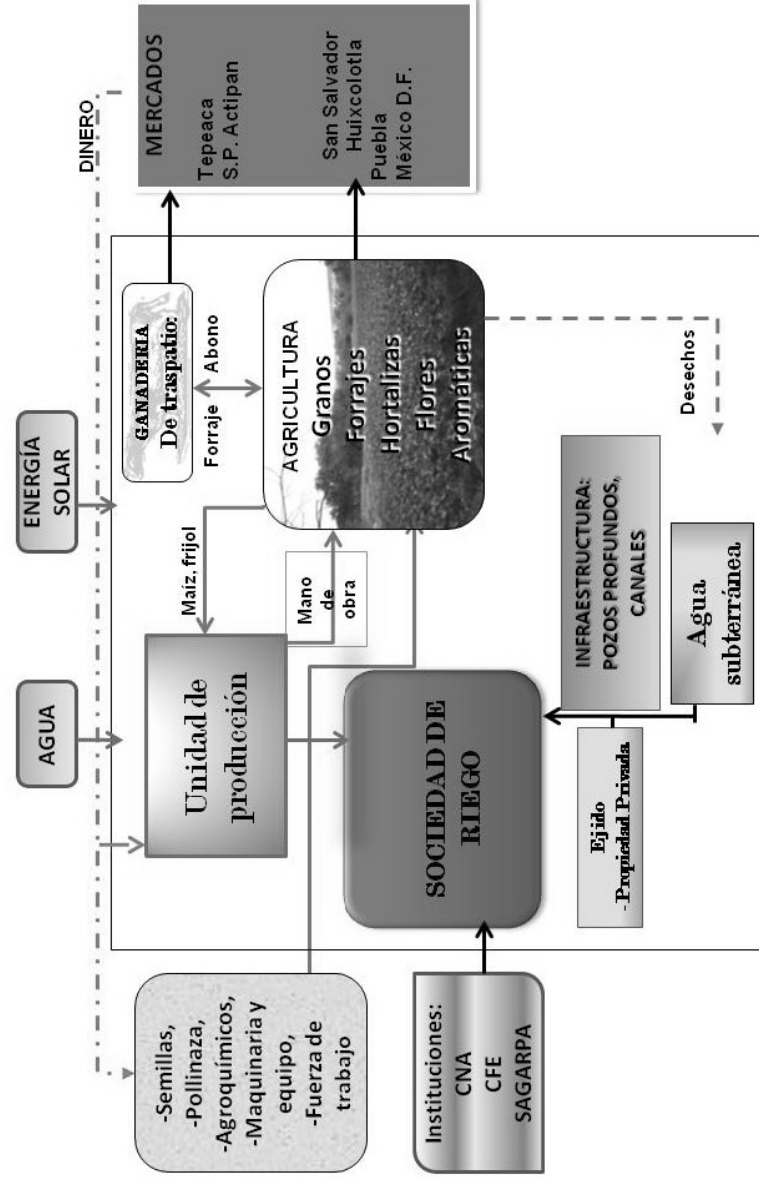 ENERGÍA
SOLAR
AGUA
DINERO
-Semillas,
-Pollinaza,
-Agroquímicos,
-Maquinaria y
equipo,
-Fuerza de
trabajo
Instituciones:
CNA
CFE
SAGARPA
Unidad de
producción
Maíz, frijol
Mano
de
obra
SOCIEDAD DE
RIEGO
GANADERIA
De traspatio:
Forraje
Abono
AGRICULTURA
Granos
Forrajes
Hortalizas
Flores
Aromáticas
MERCADOS
Tepeaca
S.P. Actipan
San Salvador
Huixcolotla
Puebla
México D.F.
Desechos
INFRAESTRUCTURA:
POZOS PROFUNDOS,
CANALES
Agua
subterránea
Ejido
-Propiedad Privada